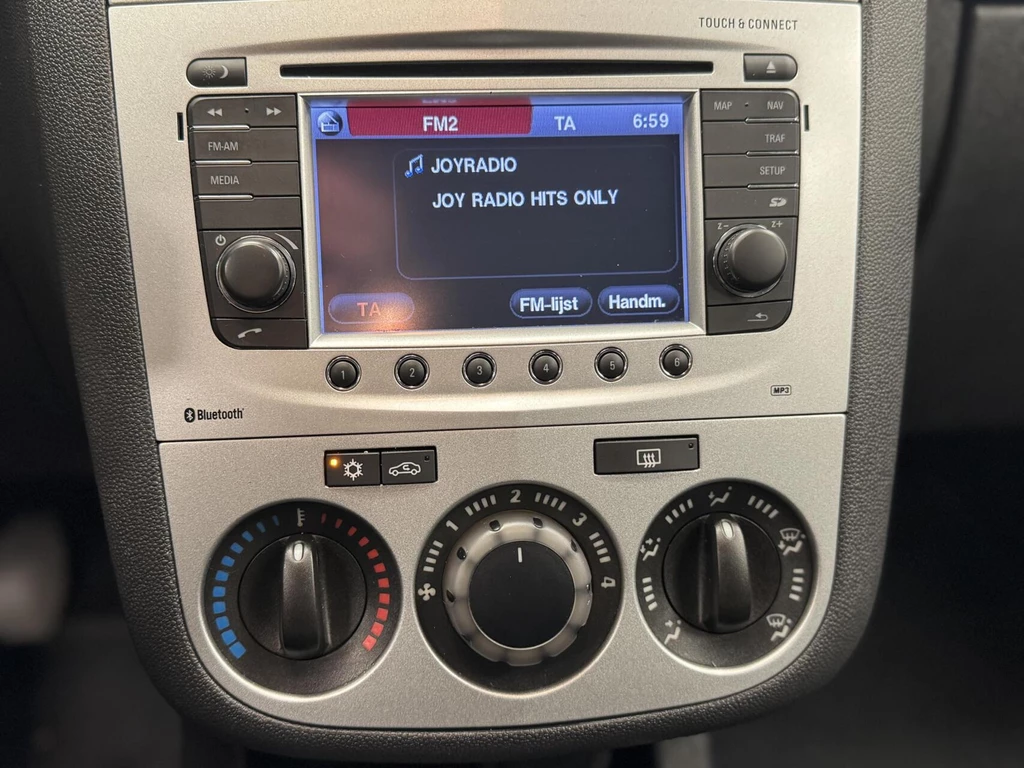 TOUCH & CONNECT
MAP · NAV
FM2 TA 6:59
TRAF
FM-AM
JOYRADIO
SETUP
MEDIA
JOY RADIO HITS ONLY
SD
Z- Z+
TA FM-lijst Handm.
1 2 3 4 5 6
MP3
Bluetooth®
1 2 3 4